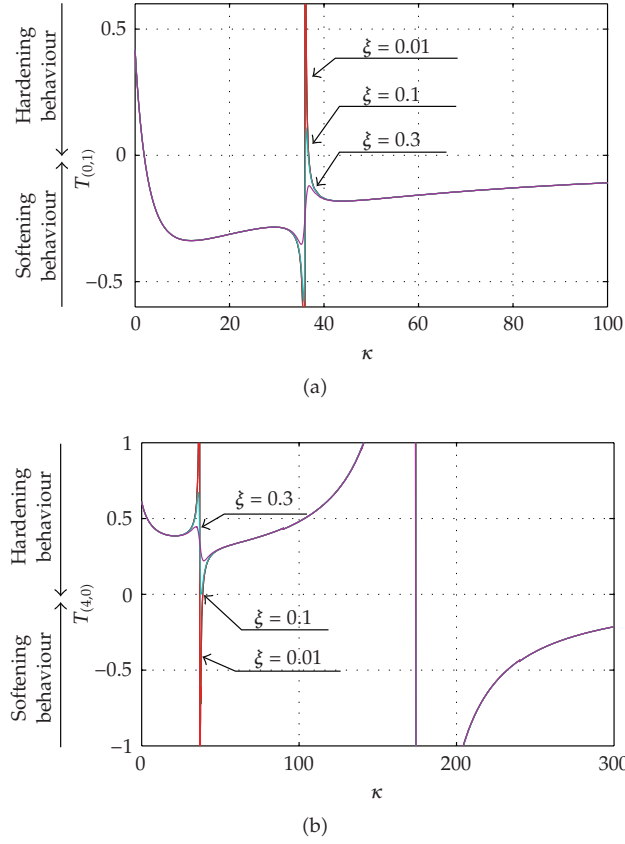 0.5
0
−0.5
Hardening
behaviour
Softening
behaviour
T(0,1)
ξ = 0.01
ξ = 0.1
ξ = 0.3
0 20 40 60 80 100
κ
(a)
1
0.5
0
−0.5
−1
Hardening
behaviour
Softening
behaviour
T(4,0)
ξ = 0.3
ξ = 0.1
ξ = 0.01
0 100 200 300
κ
(b)